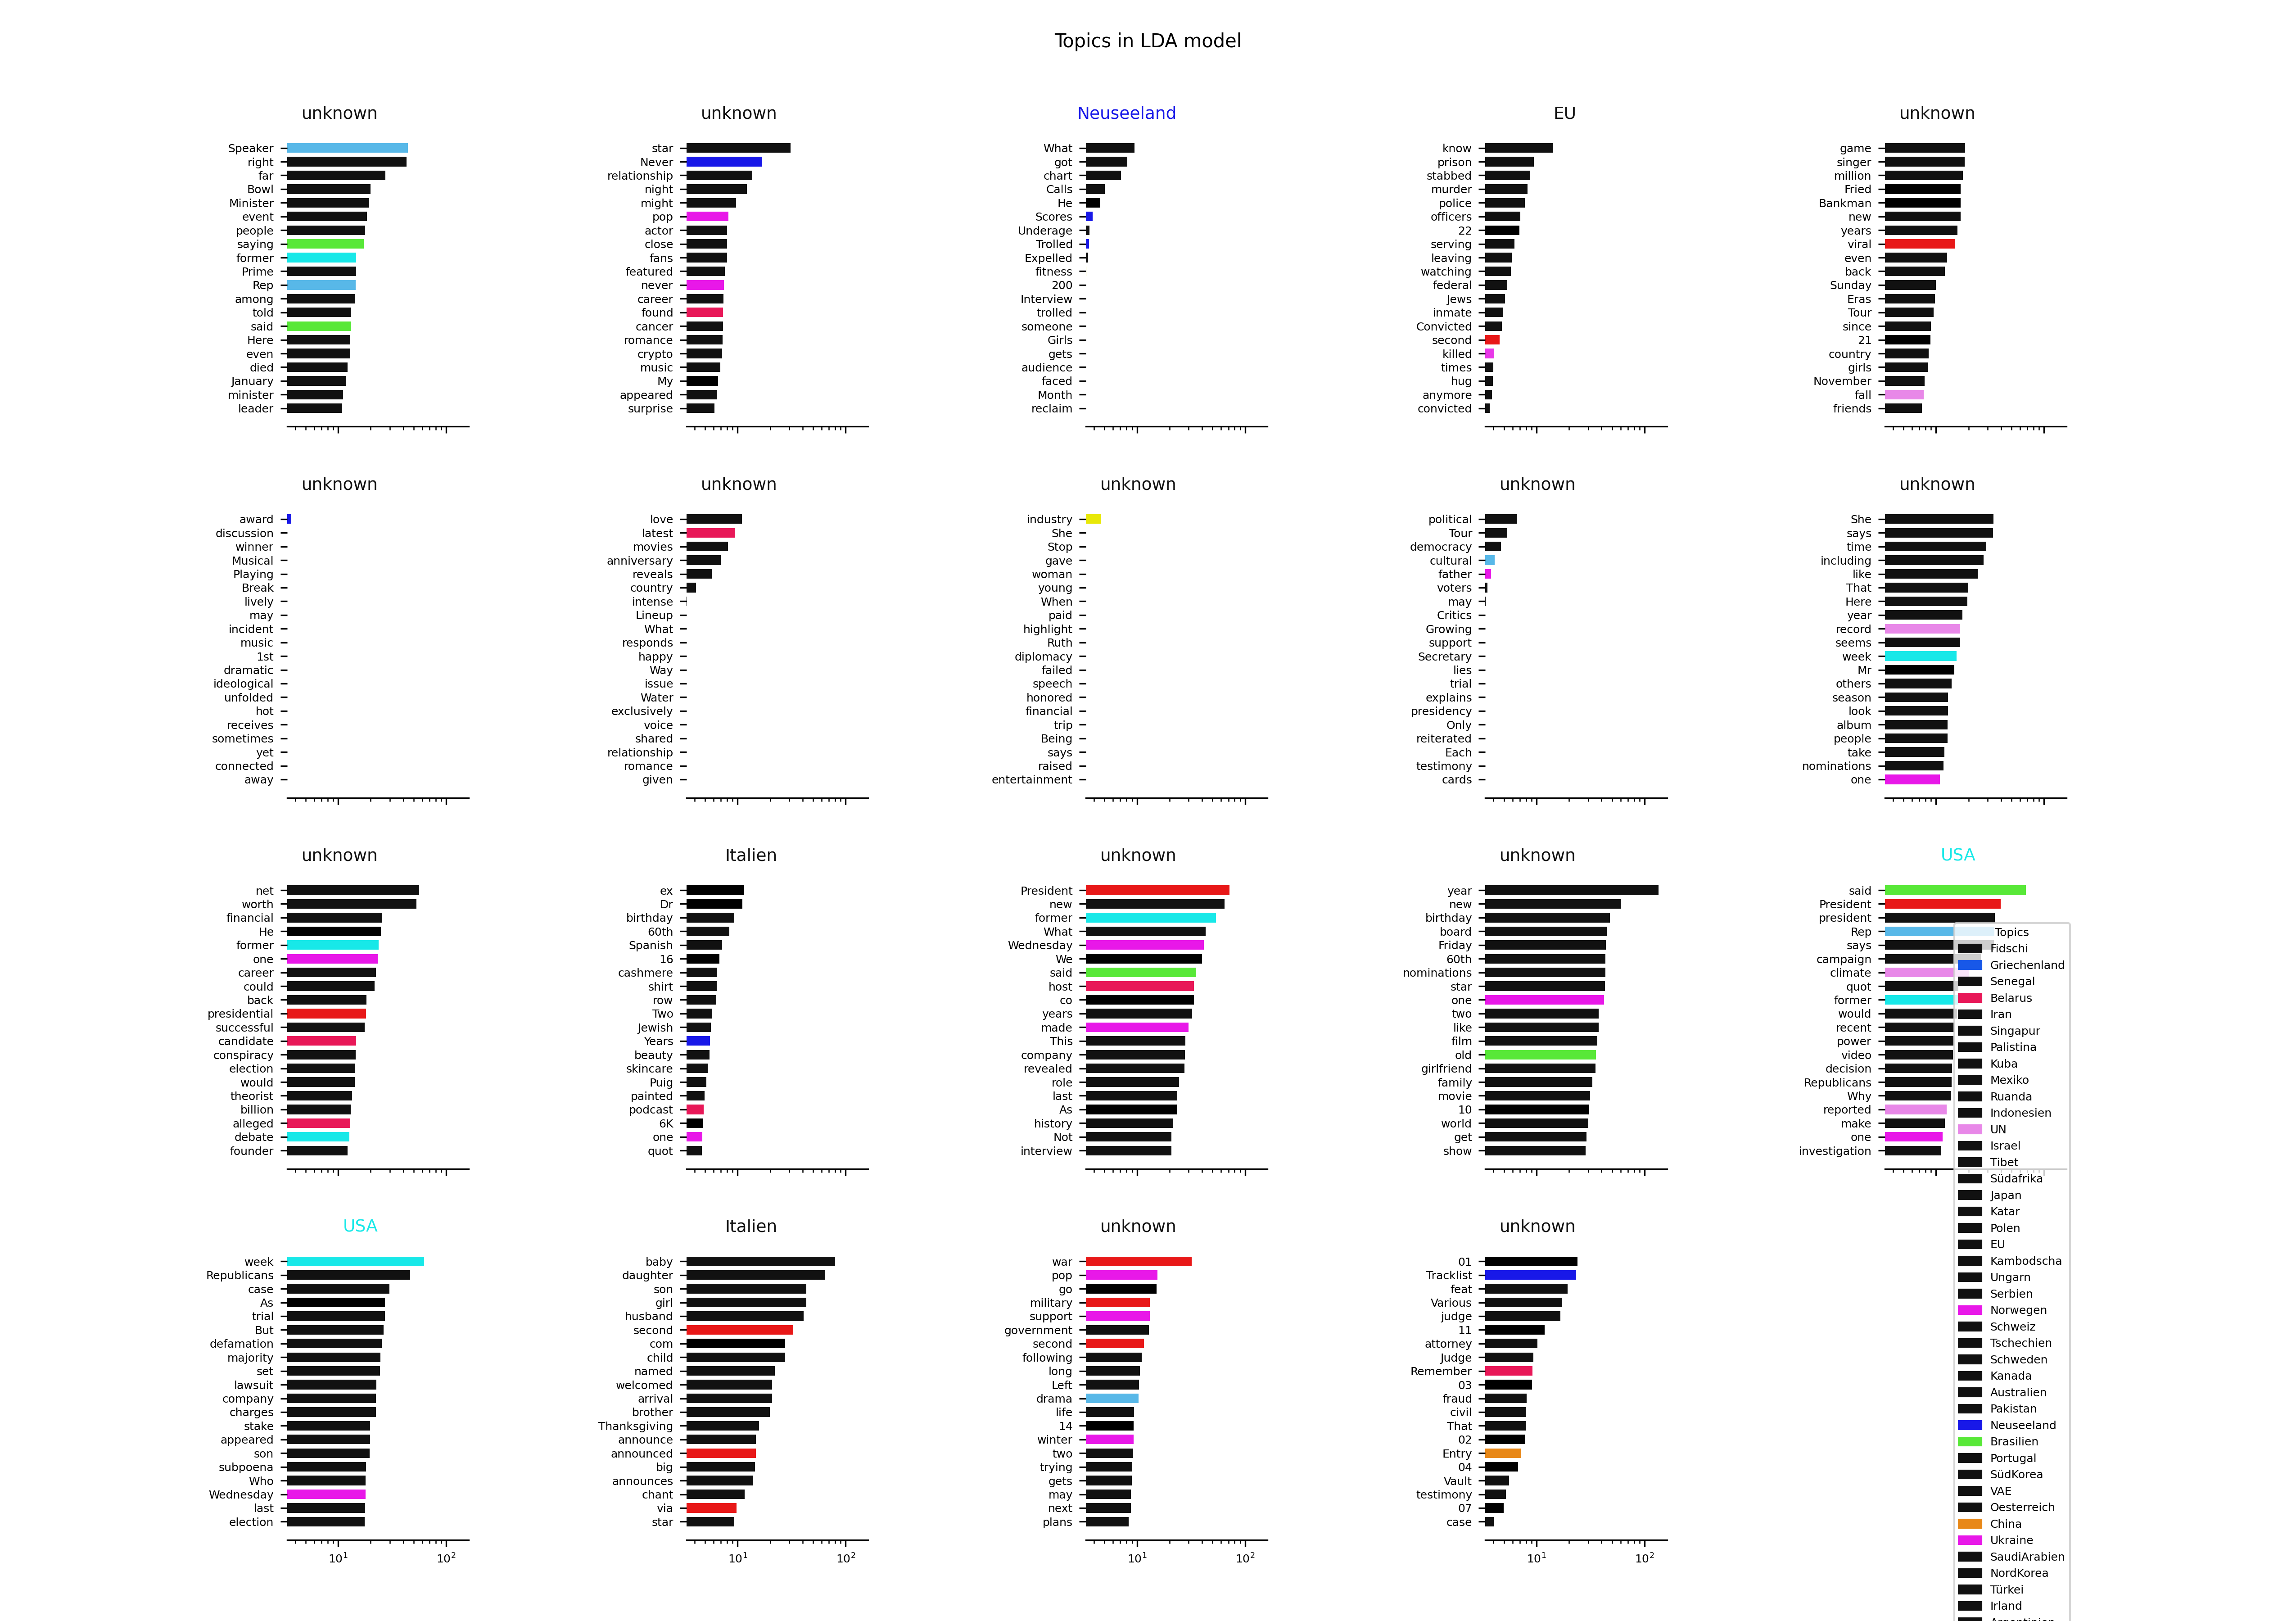 Topics in LDA model
unknown
Speaker
right
far
Bowl
Minister
event
people
saying
former
Prime
Rep
among
told
said
Here
even
died
January
minister
leader
unknown
star
Never
relationship
night
might
pop
actor
close
fans
featured
never
career
found
cancer
romance
crypto
music
My
appeared
surprise
Neuseeland
What
got
chart
Calls
He
Scores
Underage
Trolled
Expelled
fitness
200
Interview
trolled
someone
Girls
gets
audience
faced
Month
reclaim
EU
know
prison
stabbed
murder
police
officers
22
serving
leaving
watching
federal
Jews
inmate
Convicted
second
killed
times
hug
anymore
convicted
unknown
game
singer
million
Fried
Bankman
new
years
viral
even
back
Sunday
Eras
Tour
since
21
country
girls
November
fall
friends
unknown
award
discussion
winner
Musical
Playing
Break
lively
may
incident
music
1st
dramatic
ideological
unfolded
hot
receives
sometimes
yet
connected
away
unknown
love
latest
movies
anniversary
reveals
country
intense
Lineup
What
responds
happy
Way
issue
Water
exclusively
voice
shared
relationship
romance
given
unknown
industry
She
Stop
gave
woman
young
When
paid
highlight
Ruth
diplomacy
failed
speech
honored
financial
trip
Being
says
raised
entertainment
unknown
political
Tour
democracy
cultural
father
voters
may
Critics
Growing
support
Secretary
lies
trial
explains
presidency
Only
reiterated
Each
testimony
cards
unknown
She
says
time
including
like
That
Here
year
record
seems
week
Mr
others
season
look
album
people
take
nominations
one
unknown
net
worth
financial
He
former
one
career
could
back
presidential
successful
candidate
conspiracy
election
would
theorist
billion
alleged
debate
founder
Italien
ex
Dr
birthday
60th
Spanish
16
cashmere
shirt
row
Two
Jewish
Years
beauty
skincare
Puig
painted
podcast
6K
one
quot
unknown
President
new
former
What
Wednesday
We
said
host
co
years
made
This
company
revealed
role
last
As
history
Not
interview
unknown
year
new
birthday
board
Friday
60th
nominations
star
one
two
like
film
old
girlfriend
family
movie
10
world
get
show
USA
said
President
president
Rep
says
campaign
climate
quot
former
would
recent
power
video
decision
Republicans
Why
reported
make
one
investigation
USA
week
Republicans
case
As
trial
But
defamation
majority
set
lawsuit
company
charges
stake
appeared
son
subpoena
Who
Wednesday
last
election
10¹
10²
Italien
baby
daughter
son
girl
husband
second
com
child
named
welcomed
arrival
brother
Thanksgiving
announce
announced
big
announces
chant
via
star
10¹
10²
unknown
war
pop
go
military
support
government
second
following
long
Left
drama
life
14
winter
two
trying
gets
may
next
plans
10¹
10²
unknown
01
Tracklist
feat
Various
judge
11
attorney
Judge
Remember
03
fraud
civil
That
02
Entry
04
Vault
testimony
07
case
10¹
10²
Topics
Fidschi
Griechenland
Senegal
Belarus
Iran
Singapur
Palistina
Kuba
Mexiko
Ruanda
Indonesien
UN
Israel
Tibet
Südafrika
Japan
Katar
Polen
EU
Kambodscha
Ungarn
Serbien
Norwegen
Schweiz
Tschechien
Schweden
Kanada
Australien
Pakistan
Neuseeland
Brasilien
Portugal
SüdKorea
VAE
Oesterreich
China
Ukraine
SaudiArabien
NordKorea
Türkei
Irland